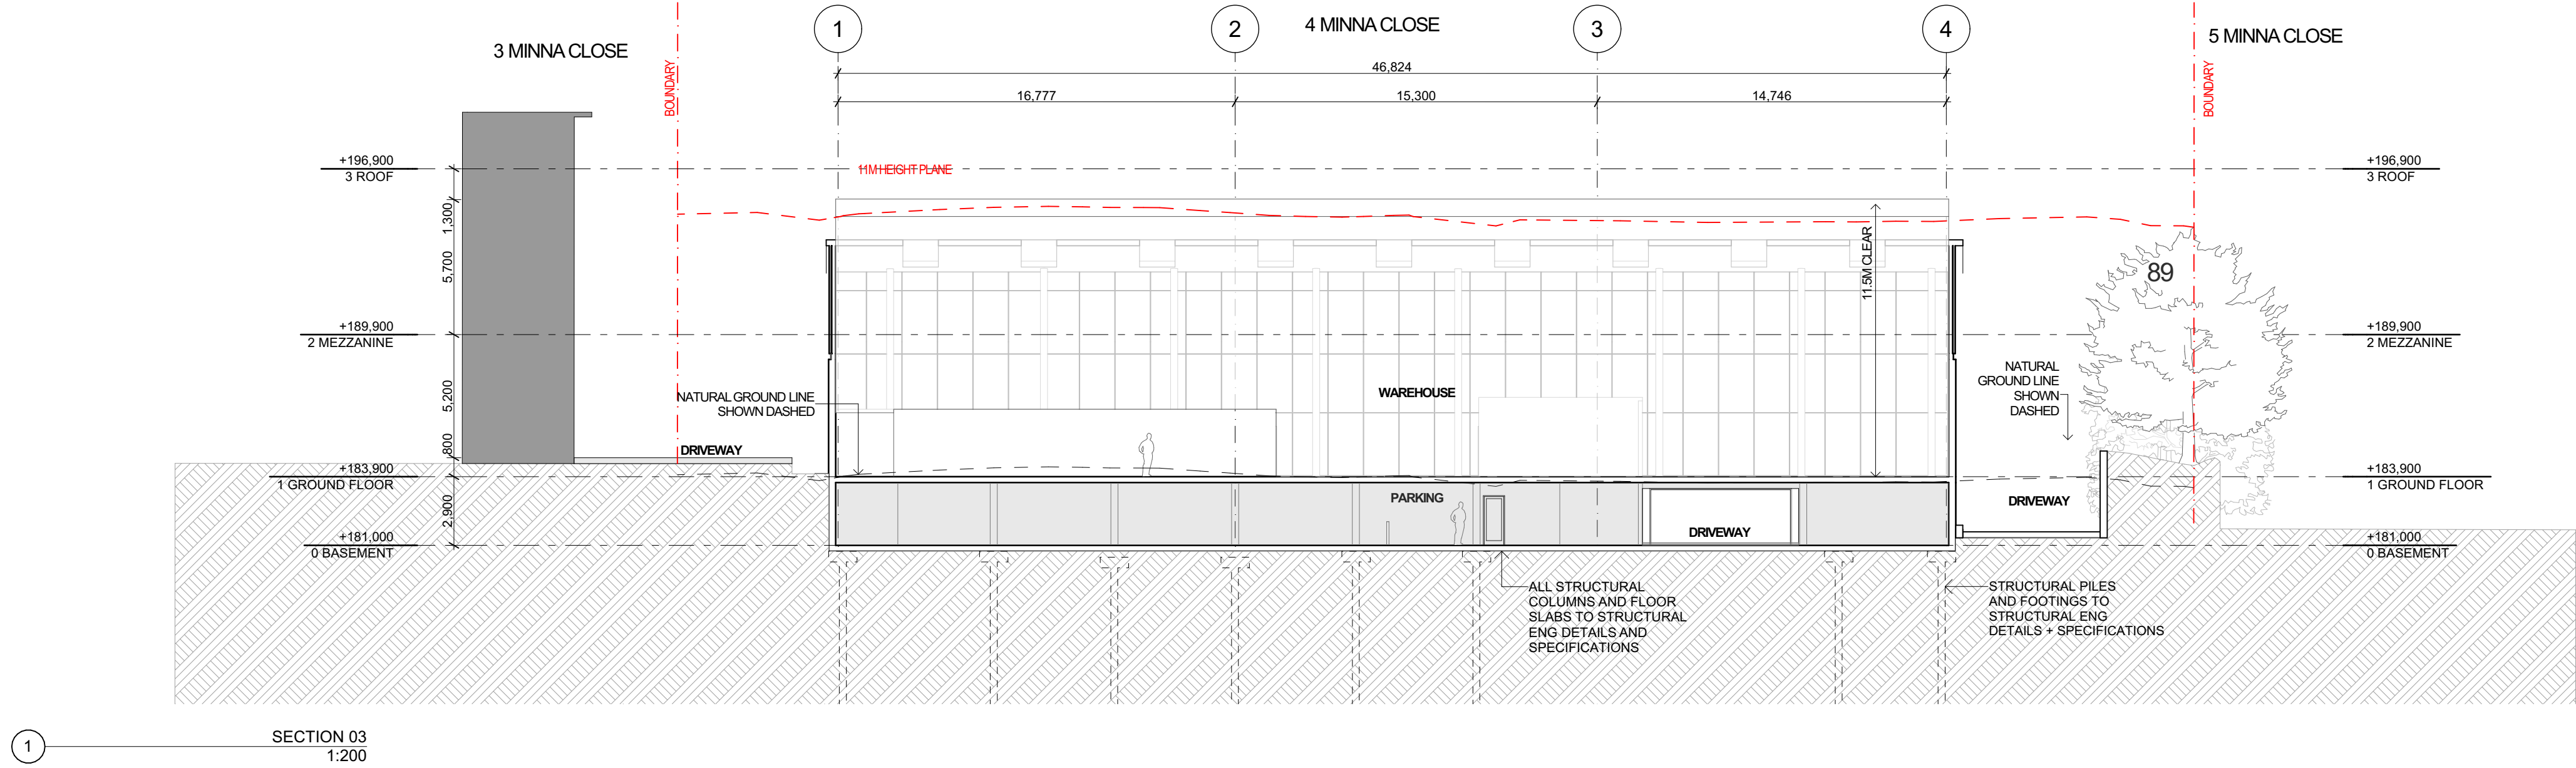 3 MINNA CLOSE
4 MINNA CLOSE
5 MINNA CLOSE
1
2
3
4
BOUNDARY
BOUNDARY
46,824
16,777
15,300
14,746
+196,900
3 ROOF
11M HEIGHT PLANE
+196,900
3 ROOF
1,300
5,700
11.5M CLEAR
89
+189,900
2 MEZZANINE
+189,900
2 MEZZANINE
5,200
NATURAL GROUND LINE
SHOWN DASHED
WAREHOUSE
NATURAL
GROUND LINE
SHOWN
DASHED
800
DRIVEWAY
+183,900
1 GROUND FLOOR
+183,900
1 GROUND FLOOR
2,900
PARKING
DRIVEWAY
DRIVEWAY
+181,000
0 BASEMENT
+181,000
0 BASEMENT
ALL STRUCTURAL
COLUMNS AND FLOOR
SLABS TO STRUCTURAL
ENG DETAILS AND
SPECIFICATIONS
STRUCTURAL PILES
AND FOOTINGS TO
STRUCTURAL ENG
DETAILS + SPECIFICATIONS
1
SECTION 03
1:200